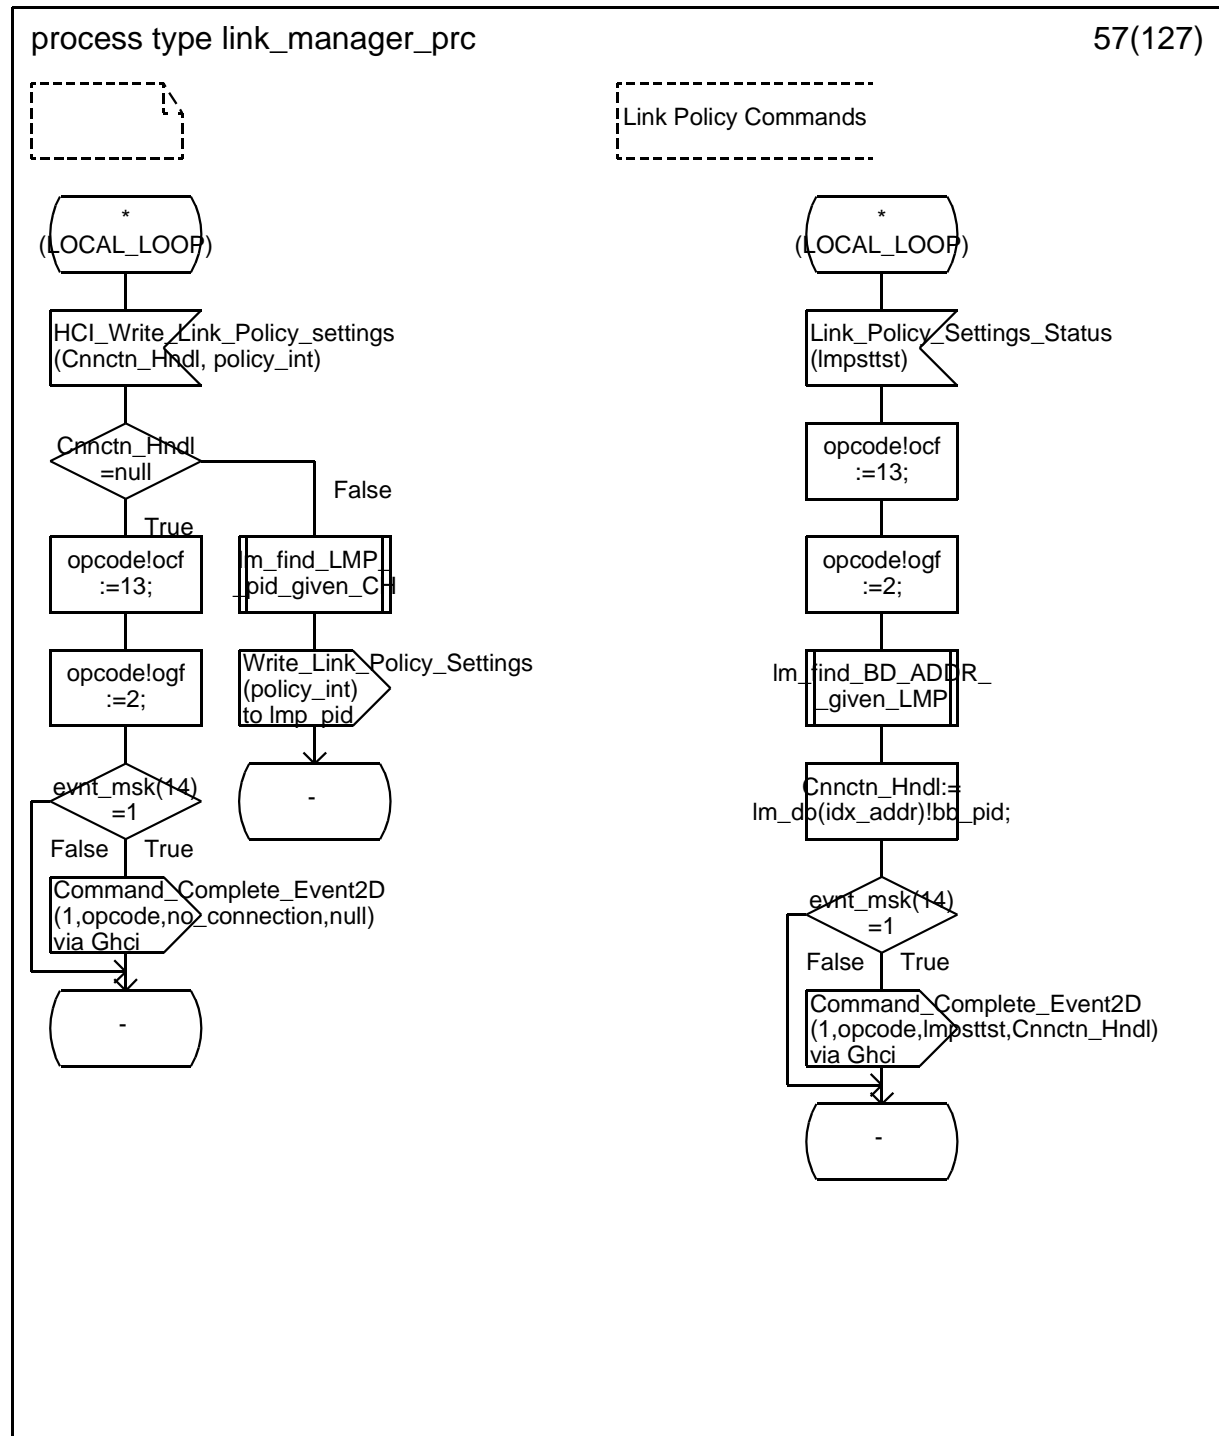 process type link_manager_prc
57(127)
Link Policy Commands
*
(LOCAL_LOOP)
HCI_Write_Link_Policy_settings
(Cnnctn_Hndl, policy_int)
Cnnctn_Hndl
=null
False
True
opcode!ocf
:=13;
lm_find_LMP_
_pid_given_CH
opcode!ogf
:=2;
Write_Link_Policy_Settings
(policy_int)
to lmp_pid
-
evnt_msk(14)
=1
False
True
Command_Complete_Event2D
(1,opcode,no_connection,null)
via Ghci
-
*
(LOCAL_LOOP)
Link_Policy_Settings_Status
(lmpsttst)
opcode!ocf
:=13;
opcode!ogf
:=2;
lm_find_BD_ADDR_
_given_LMP
Cnnctn_Hndl:=
lm_db(idx_addr)!bb_pid;
evnt_msk(14)
=1
False
True
Command_Complete_Event2D
(1,opcode,lmpsttst,Cnnctn_Hndl)
via Ghci
-